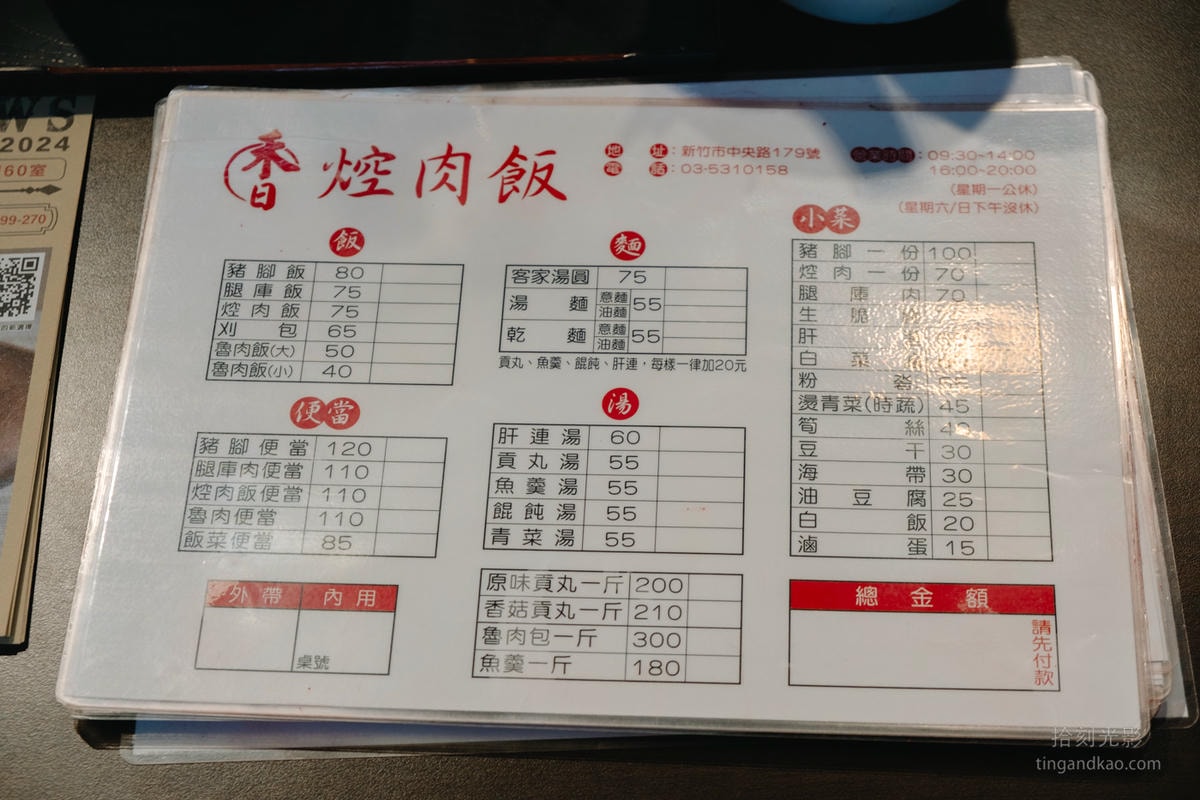 WS
2024
60室
99-270
香 焢肉飯
地址：新竹市中央路179號
電話：03-5310158
營業時間：09:30~14:00
16:00~20:00
(星期一公休)
(星期六/日下午沒休)
飯
豬腳飯 80
腿庫飯 75
焢肉飯 75
刈包 65
魯肉飯(大) 50
魯肉飯(小) 40
便當
豬腳便當 120
腿庫肉便當 110
焢肉飯便當 110
魯肉便當 110
飯菜便當 85
外帶 內用
桌號
麵
客家湯圓 75
湯麵 意麵 油麵 55
乾麵 意麵 油麵 55
貢丸、魚羹、餛飩、肝連，每樣一律加20元
湯
肝連湯 60
貢丸湯 55
魚羹湯 55
餛飩湯 55
青菜湯 55
原味貢丸一斤 200
香菇貢丸一斤 210
魯肉包一斤 300
魚羹一斤 180
小菜
豬腳一份 100
焢肉一份 70
腿庫肉 70
生脆
肝
白菜
粉
燙青菜(時蔬) 45
筍絲 40
豆干 30
海帶 30
油豆腐 25
白飯 20
滷蛋 15
總金額
請先付款
拾刻光影
tingandkao.com